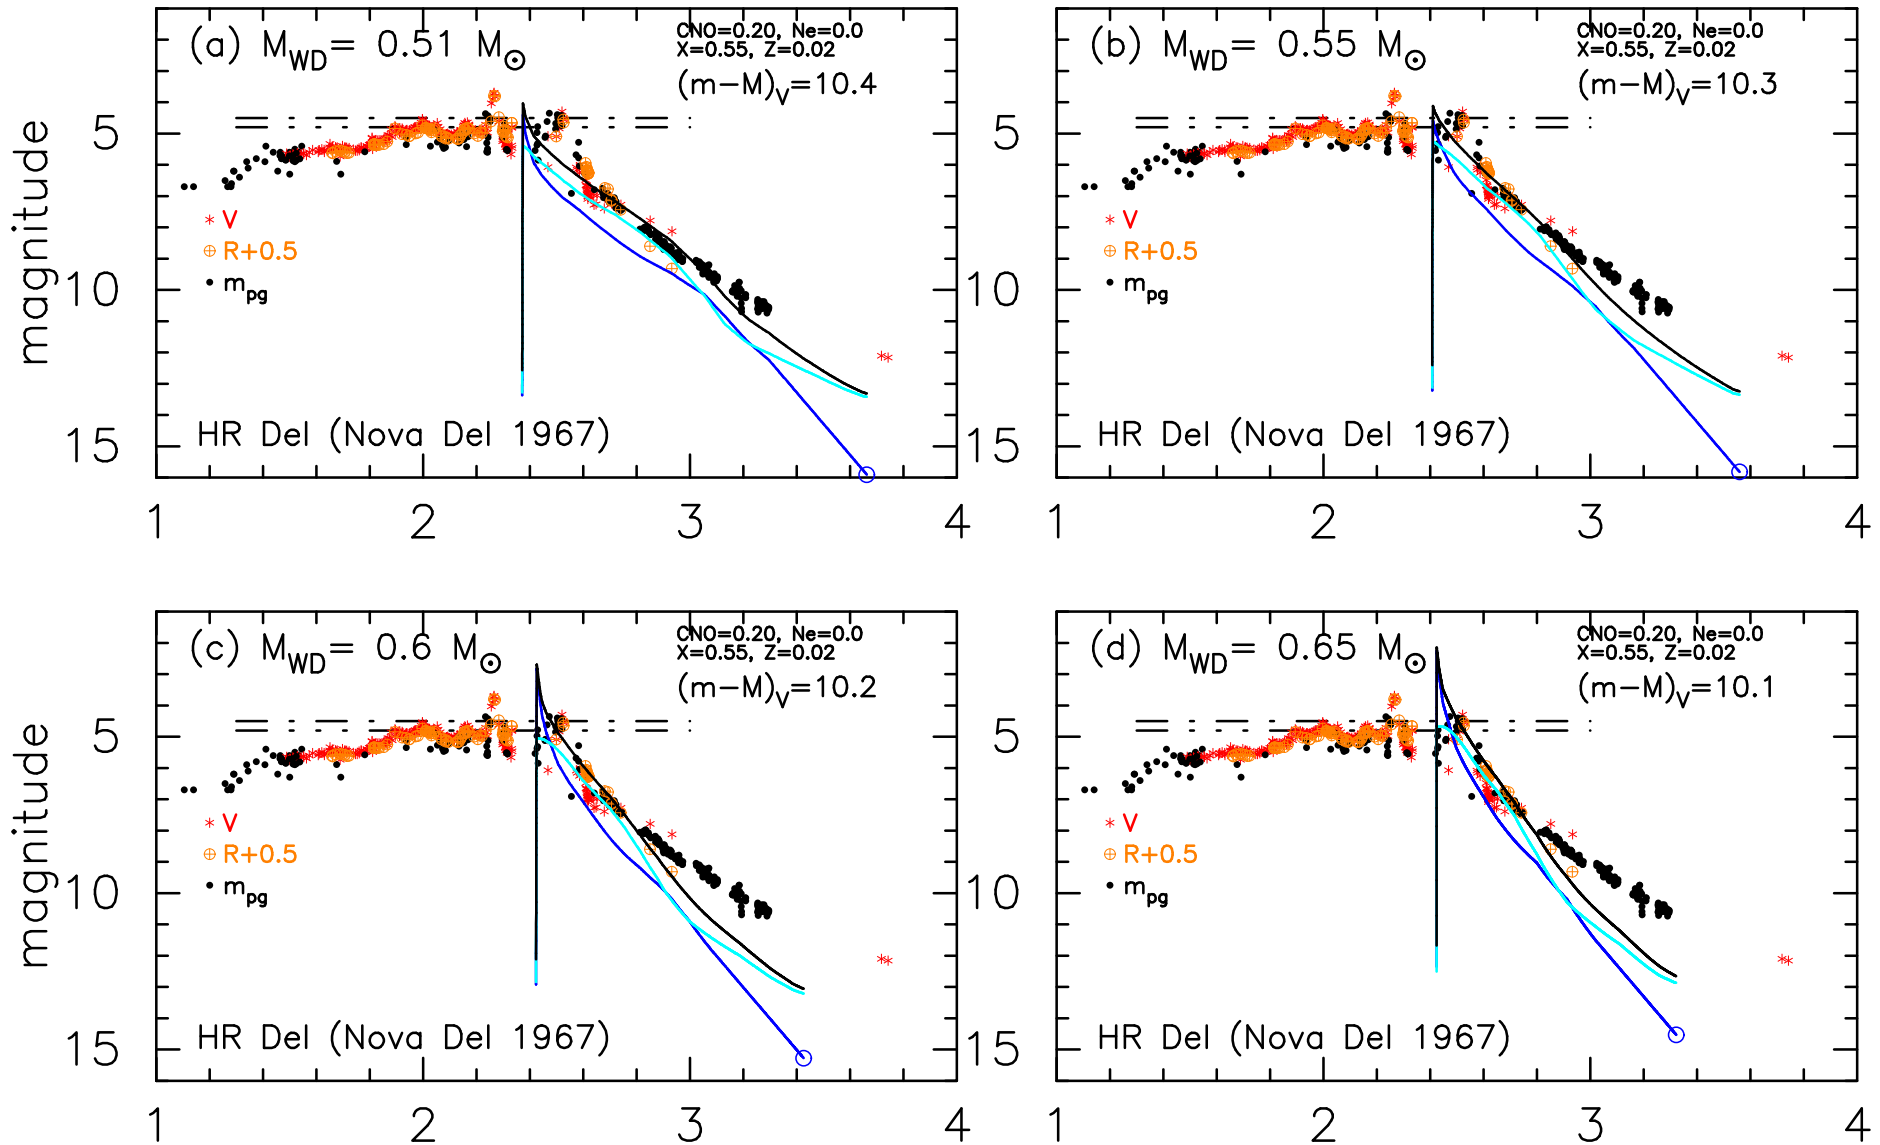 (a) M_WD= 0.51 M⊙
CNO=0.20, Ne=0.0
X=0.55, Z=0.02
(m-M)_V=10.4
magnitude
5
10
15
* V
⊕ R+0.5
• m_pg
HR Del (Nova Del 1967)
1 2 3 4
(b) M_WD= 0.55 M⊙
CNO=0.20, Ne=0.0
X=0.55, Z=0.02
(m-M)_V=10.3
5
10
15
* V
⊕ R+0.5
• m_pg
HR Del (Nova Del 1967)
1 2 3 4
(c) M_WD= 0.6 M⊙
CNO=0.20, Ne=0.0
X=0.55, Z=0.02
(m-M)_V=10.2
magnitude
5
10
15
* V
⊕ R+0.5
• m_pg
HR Del (Nova Del 1967)
1 2 3 4
(d) M_WD= 0.65 M⊙
CNO=0.20, Ne=0.0
X=0.55, Z=0.02
(m-M)_V=10.1
5
10
15
* V
⊕ R+0.5
• m_pg
HR Del (Nova Del 1967)
1 2 3 4